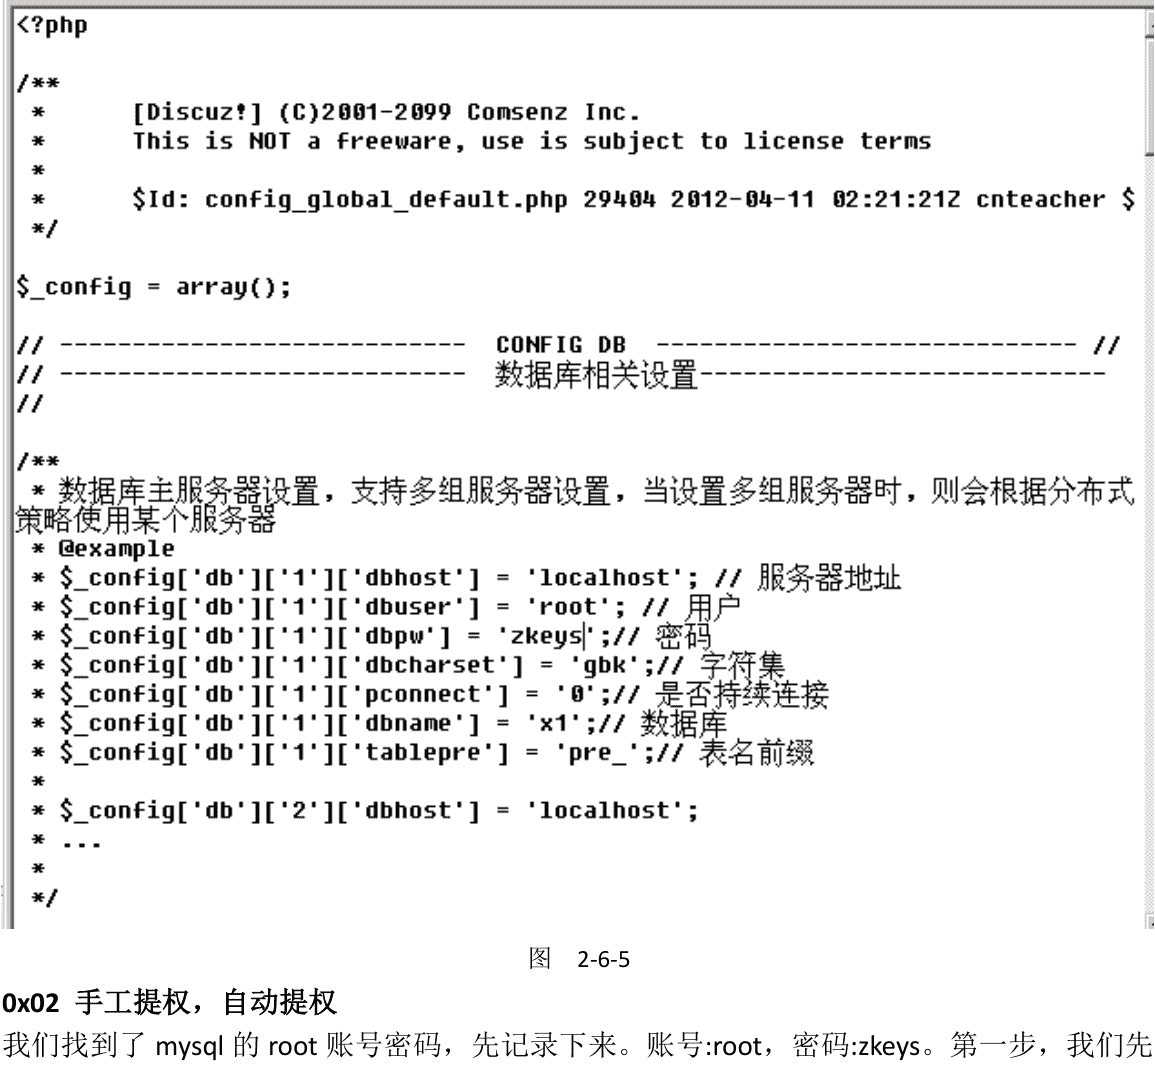 <?php
/**
 *       [Discuz!] (C)2001-2099 Comsenz Inc.
 *       This is NOT a freeware, use is subject to license terms
 *
 *       $Id: config_global_default.php 29404 2012-04-11 02:21:21Z cnteacher $
 */
$_config = array();
// ----------------------------  CONFIG DB  ----------------------------- //
// ----------------------------  数据库相关设置----------------------------
//
/**
 * 数据库主服务器设置，支持多组服务器设置，当设置多组服务器时，则会根据分布式
策略使用某个服务器
 * @example
 * $_config['db']['1']['dbhost'] = 'localhost'; // 服务器地址
 * $_config['db']['1']['dbuser'] = 'root'; // 用户
 * $_config['db']['1']['dbpw'] = 'zkeys';// 密码
 * $_config['db']['1']['dbcharset'] = 'gbk';// 字符集
 * $_config['db']['1']['pconnect'] = '0';// 是否持续连接
 * $_config['db']['1']['dbname'] = 'x1';// 数据库
 * $_config['db']['1']['tablepre'] = 'pre_';// 表名前缀
 *
 * $_config['db']['2']['dbhost'] = 'localhost';
 * ...
 *
 */
图 2-6-5
0x02 手工提权，自动提权
我们找到了 mysql 的 root 账号密码，先记录下来。账号:root，密码:zkeys。第一步，我们先